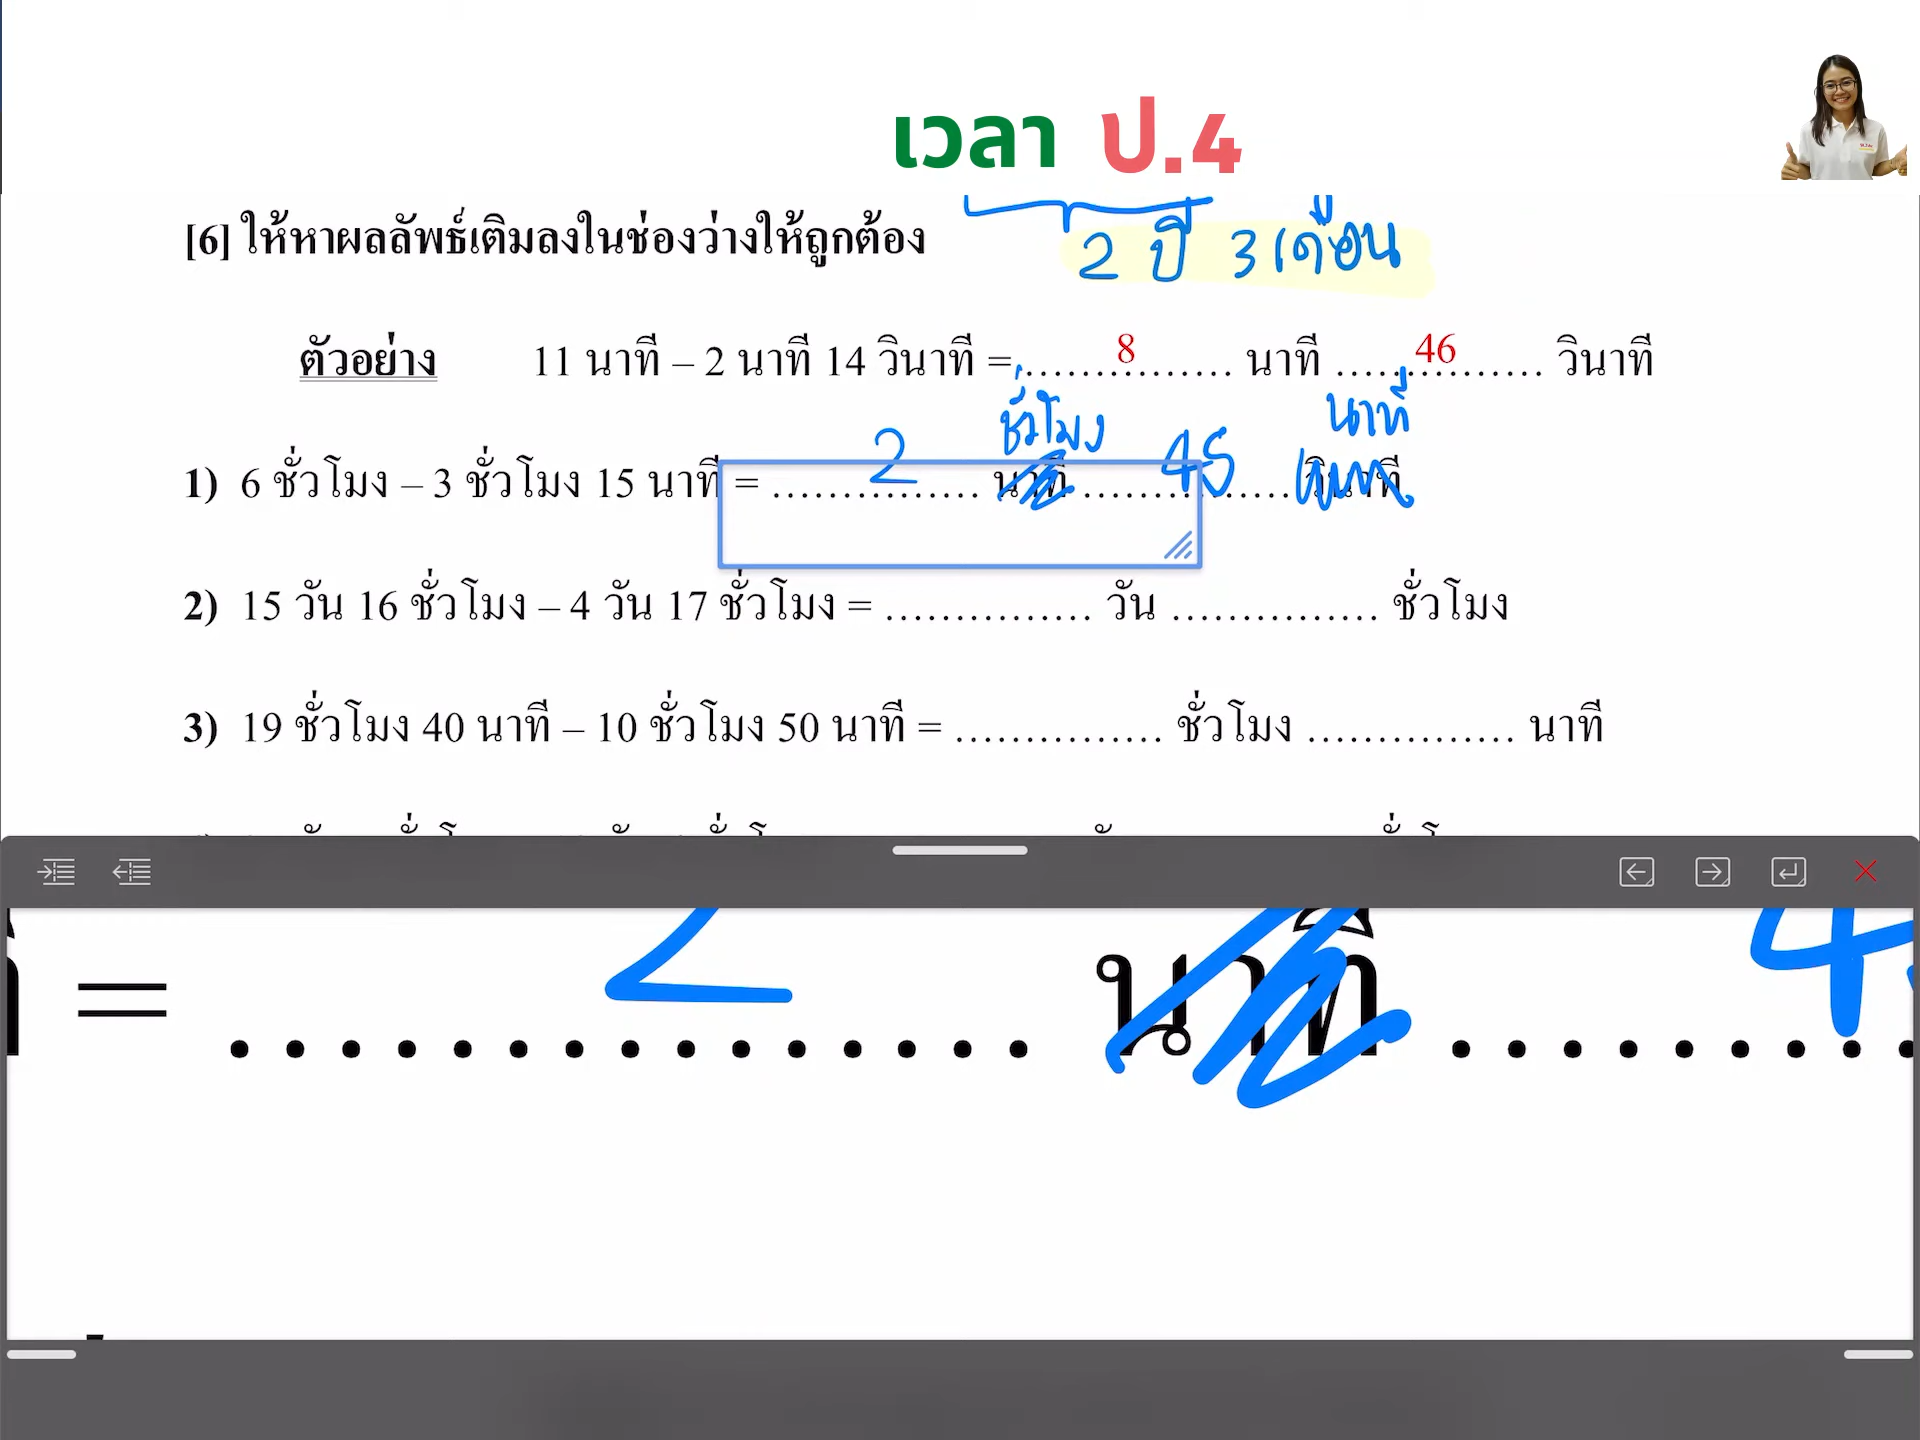 เวลา ป.4
[6] ให้หาผลลัพธ์เติมลงในช่องว่างให้ถูกต้อง
2 ปี 3 เดือน
ตัวอย่าง 11 นาที – 2 นาที 14 วินาที = ...............8 นาที ...............46 วินาที
ชั่วโมง นาที
1) 6 ชั่วโมง – 3 ชั่วโมง 15 นาที = ...............2 นาที ...............45 วินาที
2) 15 วัน 16 ชั่วโมง – 4 วัน 17 ชั่วโมง = ............... วัน ............... ชั่วโมง
3) 19 ชั่วโมง 40 นาที – 10 ชั่วโมง 50 นาที = ............... ชั่วโมง ............... นาที
= 2 ............... นาที ......... 4